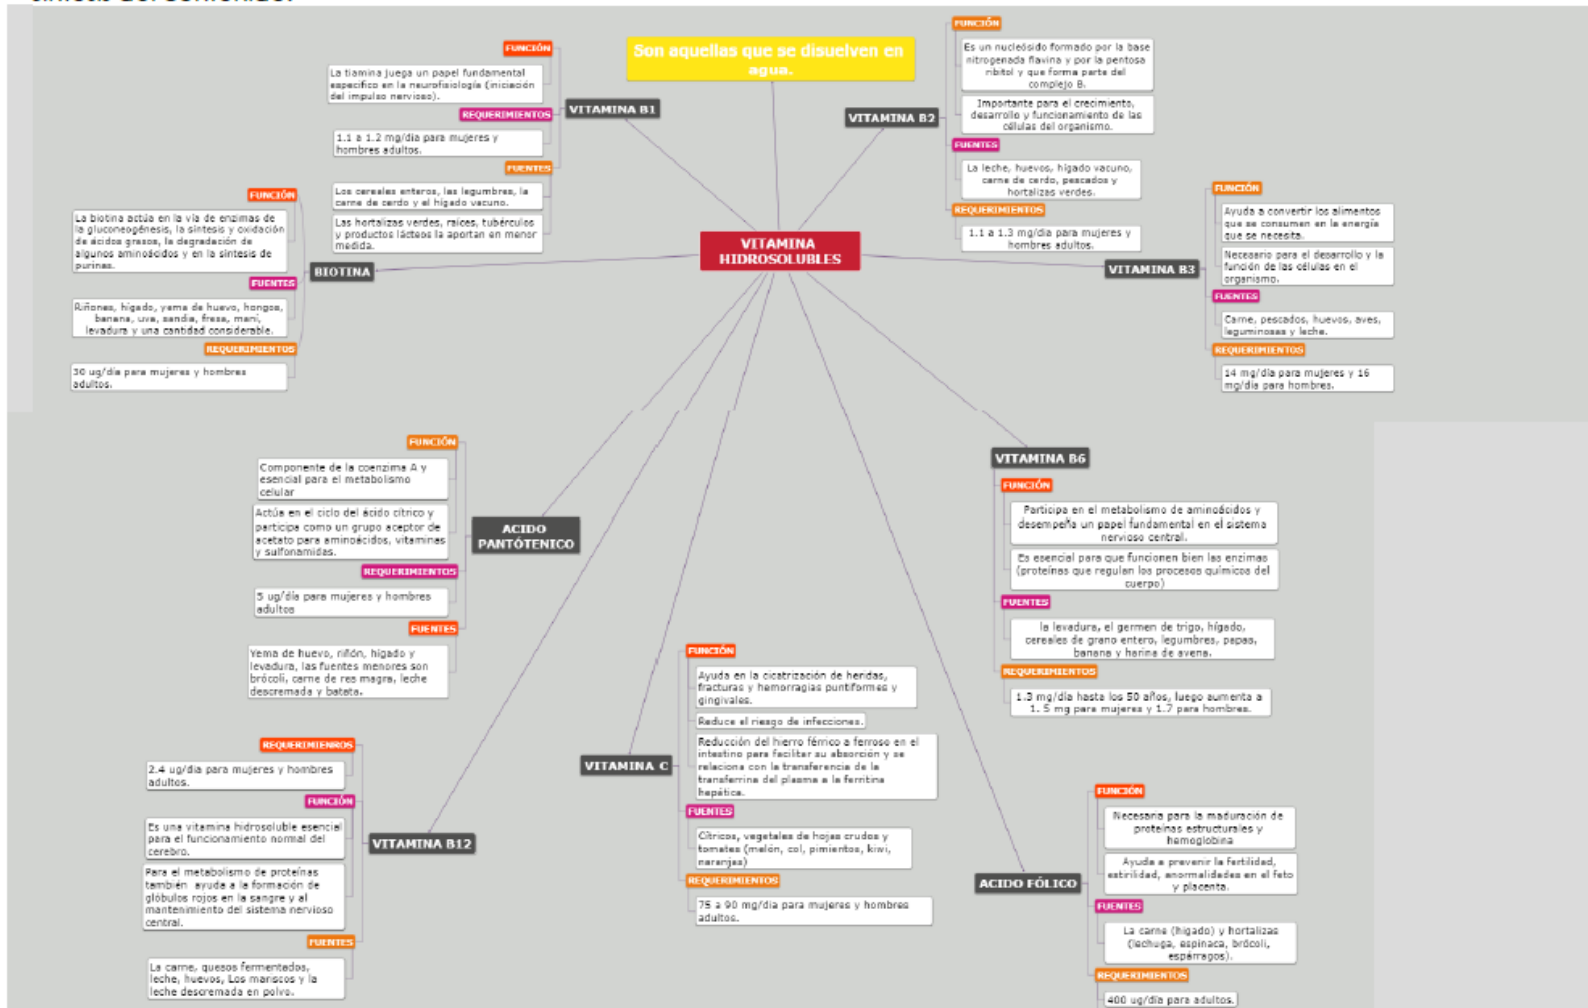 Son aquellas que se disuelven en
agua.
VITAMINA
HIDROSOLUBLES
VITAMINA B1
FUNCIÓN
La tiamina juega un papel fundamental
especifico en la neurofisiología (iniciación
del impulso nervioso).
REQUERIMIENTOS
1.1 a 1.2 mg/dia para mujeres y
hombres adultos.
FUENTES
Los cereales enteros, las legumbres, la
carne de cerdo y el hígado vacuno.
Las hortalizas verdes, raíces, tubérculos
y productos lácteos la aportan en menor
medida.
VITAMINA B2
FUNCIÓN
Es un nucleósido formado por la base
nitrogenada flavina y por la pentosa
ribitol y que forma parte del
complejo B.
Importante para el crecimiento,
desarrollo y funcionamiento de las
células del organismo.
FUENTES
La leche, huevos, hígado vacuno,
carne de cerdo, pescados y
hortalizas verdes.
REQUERIMIENTOS
1.1 a 1.3 mg/día para mujeres y
hombres adultos.
VITAMINA B3
FUNCIÓN
Ayuda a convertir los alimentos
que se consumen en la energía
que se necesita.
Necesario para el desarrollo y la
función de las células en el
organismo.
FUENTES
Carne, pescados, huevos, aves,
leguminosas y leche.
REQUERIMIENTOS
14 mg/día para mujeres y 16
mg/día para hombres.
BIOTINA
FUNCIÓN
La biotina actúa en la vía de enzimas de
la gluconeogénesis, la síntesis y oxidación
de ácidos grasos, la degradación de
algunos aminoácidos y en la síntesis de
purinas.
FUENTES
Riñones, hígado, yema de huevo, hongos,
banana, uva, sandía, fresa, maní,
levadura y una cantidad considerable.
REQUERIMIENTOS
30 ug/día para mujeres y hombres
adultos.
ACIDO
PANTÓTENICO
FUNCIÓN
Componente de la coenzima A y
esencial para el metabolismo
celular
Actúa en el ciclo del ácido cítrico y
participa como un grupo aceptor de
acetato para aminoácidos, vitaminas
y sulfonamidas.
REQUERIMIENTOS
5 ug/día para mujeres y hombres
adultos
FUENTES
Yema de huevo, riñón, hígado y
levadura, las fuentes menores son
brócoli, carne de res magra, leche
descremada y batata.
VITAMINA B6
FUNCIÓN
Participa en el metabolismo de aminoácidos y
desempeña un papel fundamental en el sistema
nervioso central.
Es esencial para que funcionen bien las enzimas
(proteínas que regulan los procesos químicos del
cuerpo)
FUENTES
la levadura, el germen de trigo, hígado,
cereales de grano entero, legumbres, papas,
banana y harina de avena.
REQUERIMIENTOS
1.3 mg/día hasta los 50 años, luego aumenta a
1. 5 mg para mujeres y 1.7 para hombres.
VITAMINA B12
REQUERIMIENROS
2.4 ug/día para mujeres y hombres
adultos.
FUNCIÓN
Es una vitamina hidrosoluble esencial
para el funcionamiento normal del
cerebro.
Para el metabolismo de proteínas
también ayuda a la formación de
glóbulos rojos en la sangre y al
mantenimiento del sistema nervioso
central.
FUENTES
La carne, quesos fermentados,
leche, huevos, Los mariscos y la
leche descremada en polvo.
VITAMINA C
FUNCIÓN
Ayuda en la cicatrización de heridas,
fracturas y hemorragias puntiformes y
gingivales.
Reduce el riesgo de infecciones.
Reducción del hierro férrico a ferroso en el
intestino para facilitar su absorción y se
relaciona con la transferencia de la
transferrina del plasma a la ferritina
hepática.
FUENTES
Cítricos, vegetales de hojas crudos y
tomates (melón, col, pimientos, kiwi,
naranjas)
REQUERIMIENTOS
75 a 90 mg/dia para mujeres y hombres
adultos.
ACIDO FÓLICO
FUNCIÓN
Necesaria para la maduración de
proteínas estructurales y
hemoglobina
Ayuda a prevenir la fertilidad,
estirilidad, anormalidades en el feto
y placenta.
FUENTES
La carne (hígado) y hortalizas
(lechuga, espinaca, brócoli,
espárragos).
REQUERIMIENTOS
400 ug/día para adultos.